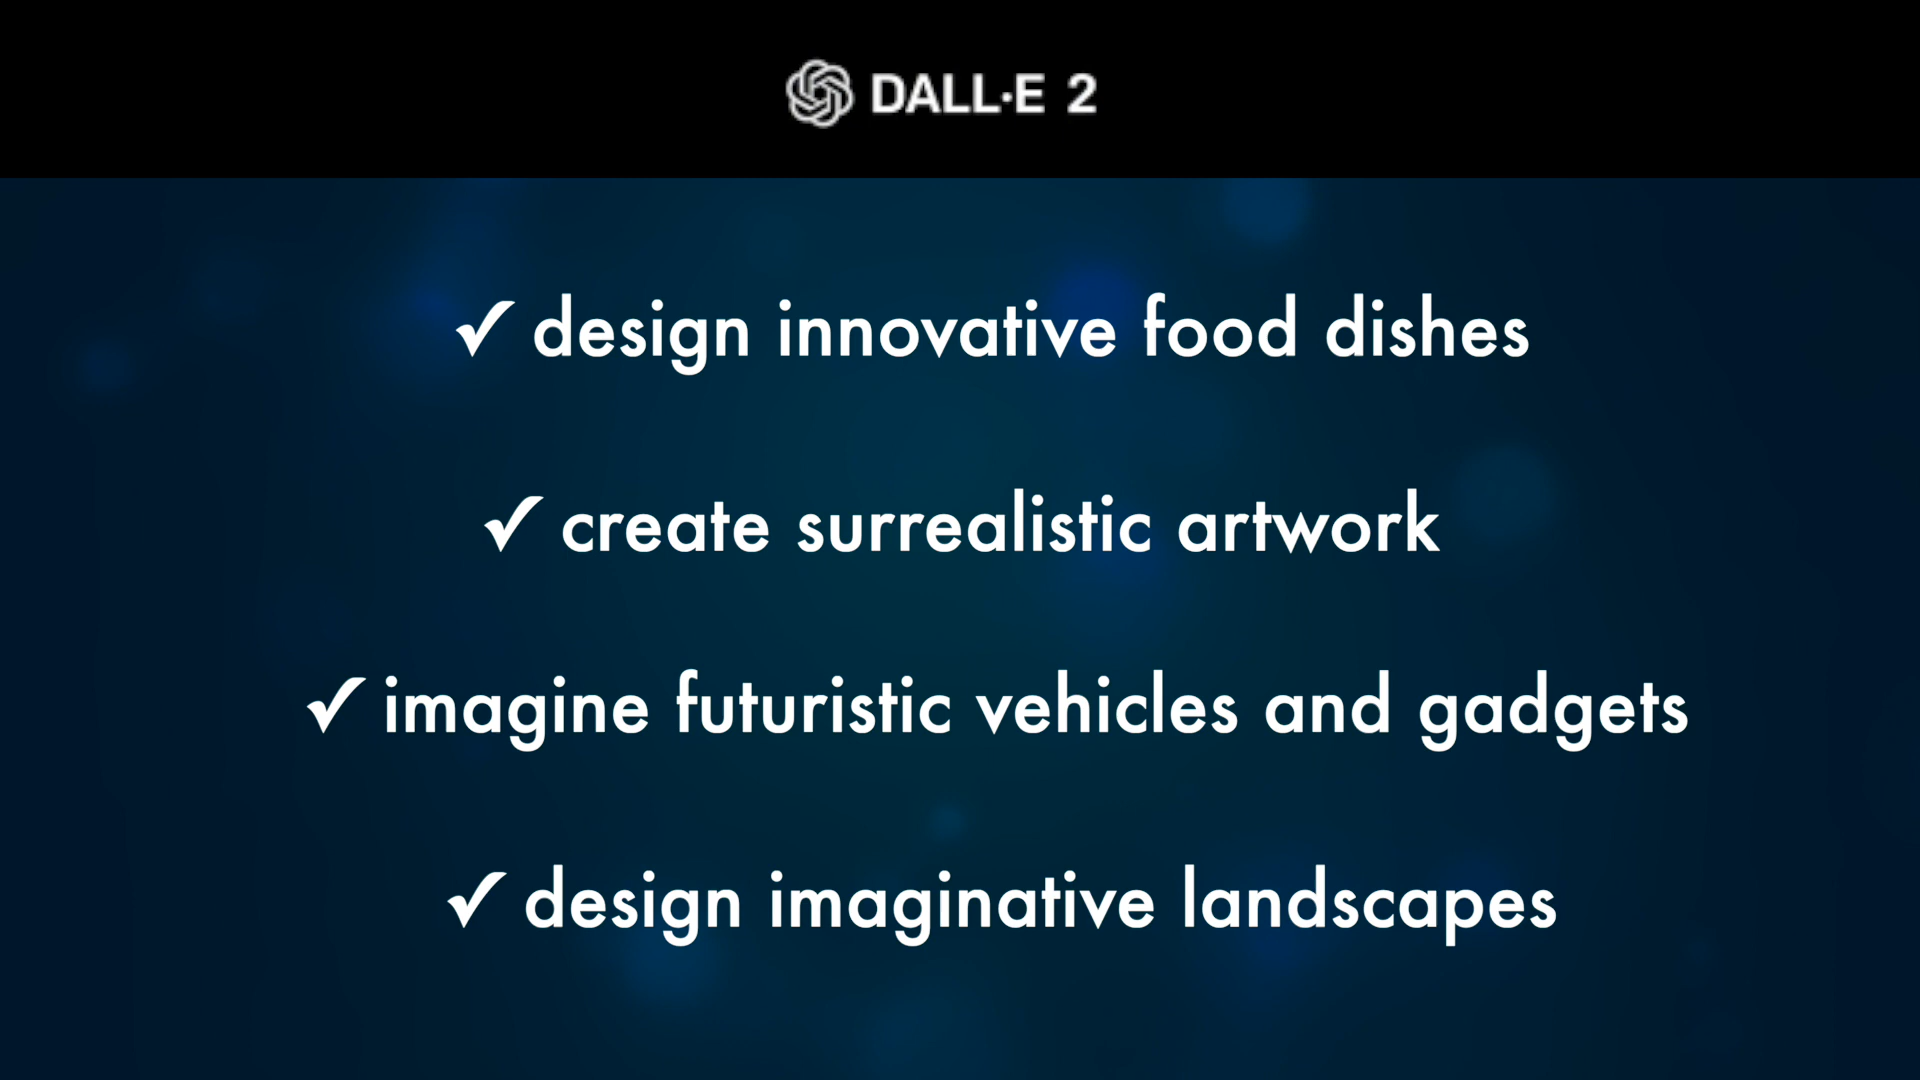 DALL·E 2
✓ design innovative food dishes
✓ create surrealistic artwork
✓ imagine futuristic vehicles and gadgets
✓ design imaginative landscapes